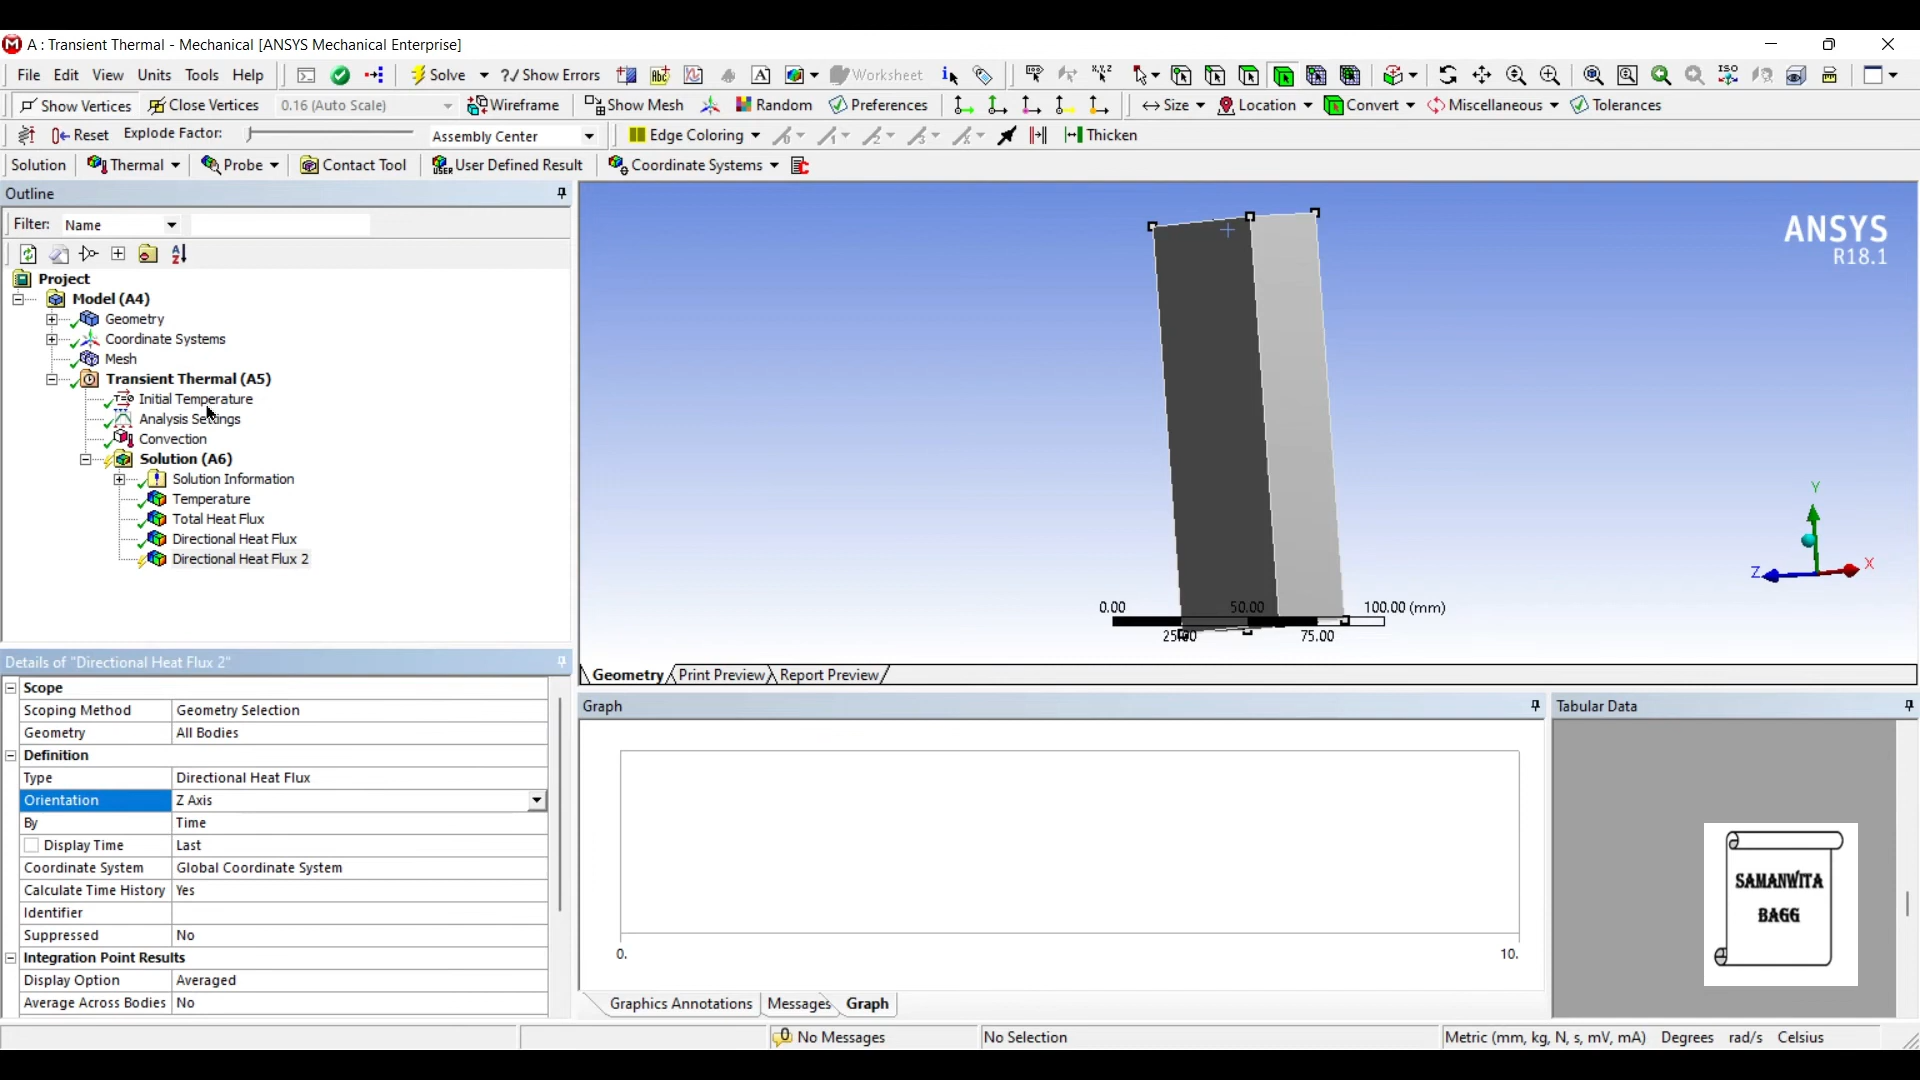 A : Transient Thermal - Mechanical [ANSYS Mechanical Enterprise]
File Edit View Units Tools Help Solve ?/ Show Errors Worksheet
Show Vertices Close Vertices 0.16 (Auto Scale) Wireframe Show Mesh Random Preferences Size Location Convert Miscellaneous Tolerances
Reset Explode Factor: Assembly Center Edge Coloring Thicken
Solution Thermal Probe Contact Tool User Defined Result Coordinate Systems
Outline
Filter: Name
Project
Model (A4)
Geometry
Coordinate Systems
Mesh
Transient Thermal (A5)
Initial Temperature
Analysis Settings
Convection
Solution (A6)
Solution Information
Temperature
Total Heat Flux
Directional Heat Flux
Directional Heat Flux 2
ANSYS
R18.1
Y
Z
X
0.00 50.00 100.00 (mm)
25.00 75.00
Geometry Print Preview Report Preview
Details of "Directional Heat Flux 2"
Scope
Scoping Method Geometry Selection
Geometry All Bodies
Definition
Type Directional Heat Flux
Orientation Z Axis
By Time
Display Time Last
Coordinate System Global Coordinate System
Calculate Time History Yes
Identifier
Suppressed No
Integration Point Results
Display Option Averaged
Average Across Bodies No
Graph
0. 10.
Graphics Annotations Messages Graph
Tabular Data
SAMANWITA
BAGG
No Messages No Selection Metric (mm, kg, N, s, mV, mA) Degrees rad/s Celsius